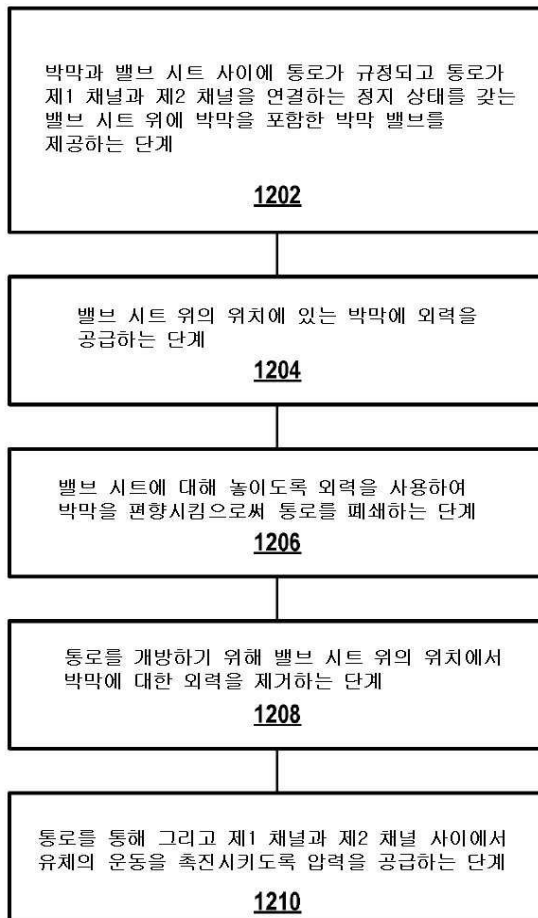 박막과 밸브 시트 사이에 통로가 규정되고 통로가
제1 채널과 제2 채널을 연결하는 정지 상태를 갖는
밸브 시트 위에 박막을 포함한 박막 밸브를
제공하는 단계
1202
밸브 시트 위의 위치에 있는 박막에 외력을
공급하는 단계
1204
밸브 시트에 대해 놓이도록 외력을 사용하여
박막을 편향시킴으로써 통로를 폐쇄하는 단계
1206
통로를 개방하기 위해 밸브 시트 위의 위치에서
박막에 대한 외력을 제거하는 단계
1208
통로를 통해 그리고 제1 채널과 제2 채널 사이에서
유체의 운동을 촉진시키도록 압력을 공급하는 단계
1210